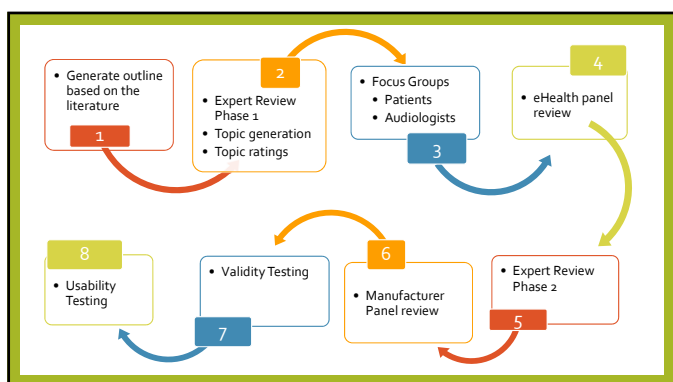 • Generate outline
based on the
literature
1
2
• Expert Review
Phase 1
• Topic generation
• Topic ratings
• Focus Groups
• Patients
• Audiologists
3
4
• eHealth panel
review
• Expert Review
Phase 2
5
6
• Manufacturer
Panel review
• Validity Testing
7
8
• Usability
Testing